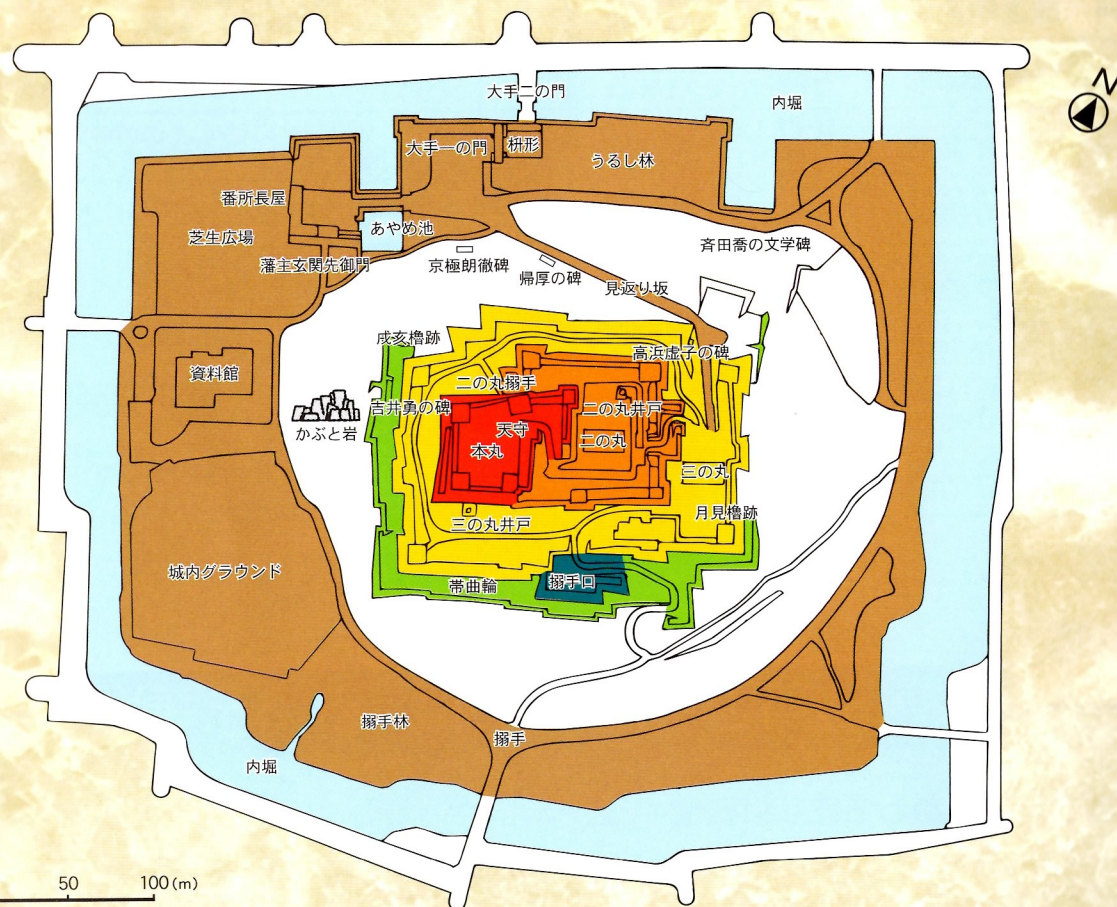 N
大手二の門
内堀
大手一の門
枡形
うるし林
番所長屋
芝生広場
あやめ池
藩主玄関先御門
京極朗徹碑
帰厚の碑
斉田喬の文学碑
見返り坂
戌亥櫓跡
高浜虚子の碑
資料館
二の丸搦手
吉井勇の碑
二の丸井戸
かぶと岩
天守
二の丸
本丸
三の丸
三の丸井戸
月見櫓跡
城内グラウンド
帯曲輪
搦手口
搦手林
搦手
内堀
50 100(m)